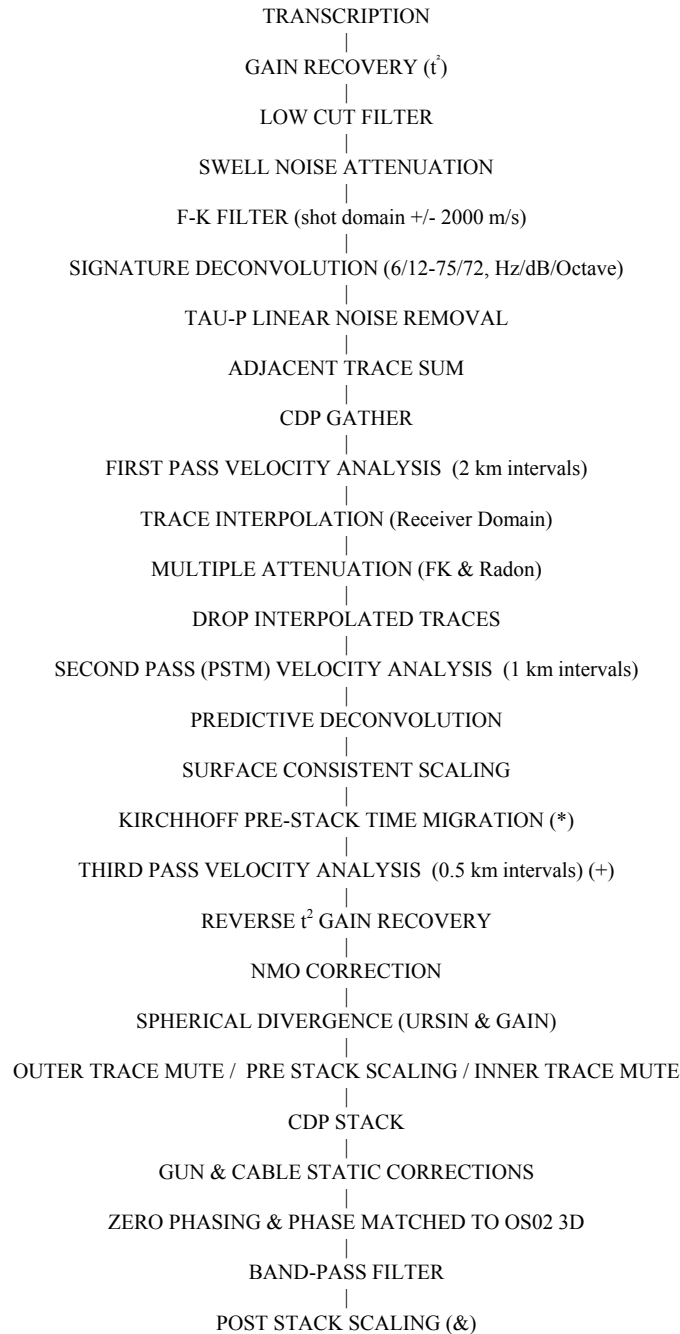 TRANSCRIPTION
|
GAIN RECOVERY (t²)
|
LOW CUT FILTER
|
SWELL NOISE ATTENUATION
|
F-K FILTER (shot domain +/- 2000 m/s)
|
SIGNATURE DECONVOLUTION (6/12-75/72, Hz/dB/Octave)
|
TAU-P LINEAR NOISE REMOVAL
|
ADJACENT TRACE SUM
|
CDP GATHER
|
FIRST PASS VELOCITY ANALYSIS (2 km intervals)
|
TRACE INTERPOLATION (Receiver Domain)
|
MULTIPLE ATTENUATION (FK & Radon)
|
DROP INTERPOLATED TRACES
|
SECOND PASS (PSTM) VELOCITY ANALYSIS (1 km intervals)
|
PREDICTIVE DECONVOLUTION
|
SURFACE CONSISTENT SCALING
|
KIRCHHOFF PRE-STACK TIME MIGRATION (*)
|
THIRD PASS VELOCITY ANALYSIS (0.5 km intervals) (+)
|
REVERSE t² GAIN RECOVERY
|
NMO CORRECTION
|
SPHERICAL DIVERGENCE (URSIN & GAIN)
|
OUTER TRACE MUTE / PRE STACK SCALING / INNER TRACE MUTE
|
CDP STACK
|
GUN & CABLE STATIC CORRECTIONS
|
ZERO PHASING & PHASE MATCHED TO OS02 3D
|
BAND-PASS FILTER
|
POST STACK SCALING (&)